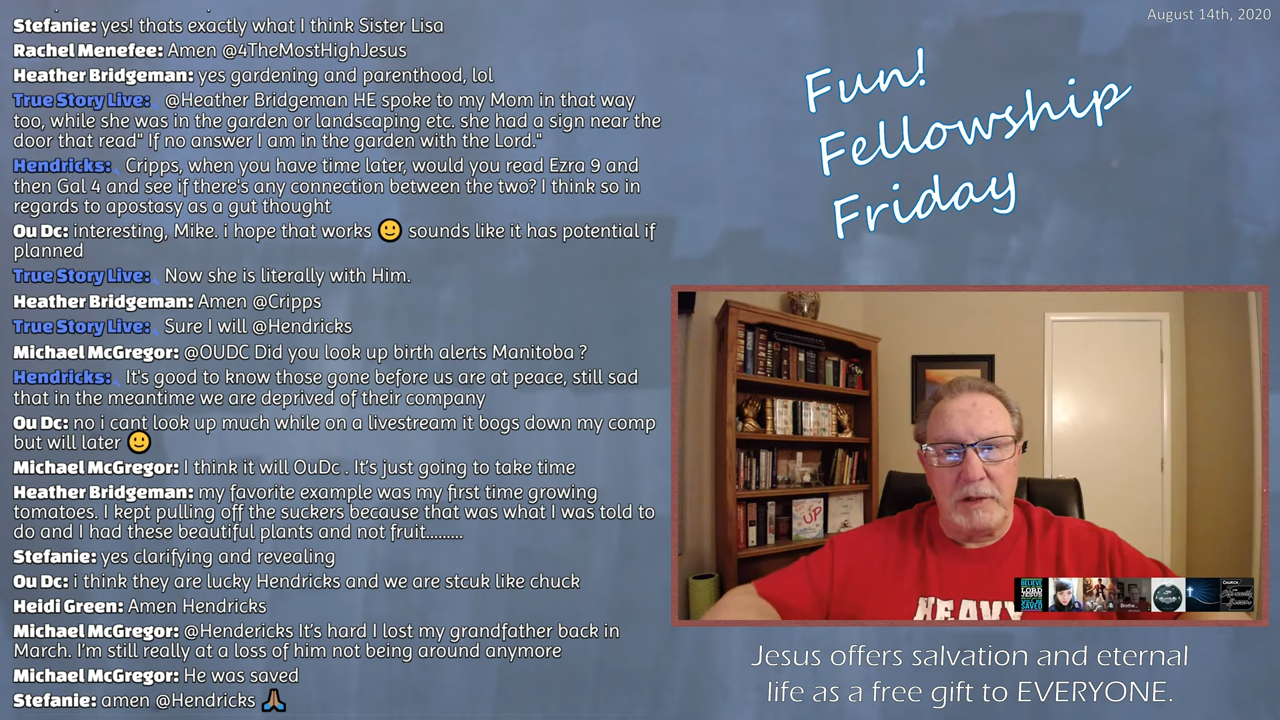 August 14th, 2020
Stefanie: yes! thats exactly what I think Sister Lisa
Rachel Menefee: Amen @4TheMostHighJesus
Heather Bridgeman: yes gardening and parenthood, lol
True Story Live: @Heather Bridgeman HE spoke to my Mom in that way
too, while she was in the garden or landscaping etc. she had a sign near the
door that read" If no answer I am in the garden with the Lord."
Hendricks: Cripps, when you have time later, would you read Ezra 9 and
then Gal 4 and see if there's any connection between the two? I think so in
regards to apostasy as a gut thought
Ou Dc: interesting, Mike. i hope that works 🙂 sounds like it has potential if
planned
True Story Live: Now she is literally with Him.
Heather Bridgeman: Amen @Cripps
True Story Live: Sure I will @Hendricks
Michael McGregor: @OUDC Did you look up birth alerts Manitoba ?
Hendricks: It's good to know those gone before us are at peace, still sad
that in the meantime we are deprived of their company
Ou Dc: no i cant look up much while on a livestream it bogs down my comp
but will later 🙂
Michael McGregor: I think it will OuDc . It's just going to take time
Heather Bridgeman: my favorite example was my first time growing
tomatoes. I kept pulling off the suckers because that was what I was told to
do and I had these beautiful plants and not fruit.........
Stefanie: yes clarifying and revealing
Ou Dc: i think they are lucky Hendricks and we are stcuk like chuck
Heidi Green: Amen Hendricks
Michael McGregor: @Hendericks It's hard I lost my grandfather back in
March. I'm still really at a loss of him not being around anymore
Michael McGregor: He was saved
Stefanie: amen @Hendricks 🙏🏾
Fun!
Fellowship
Friday
UP
HEAVY
BELIEVE
LORD
JESUS
SAVED
Brothe...
CHURCH
Jesus offers salvation and eternal
life as a free gift to EVERYONE.